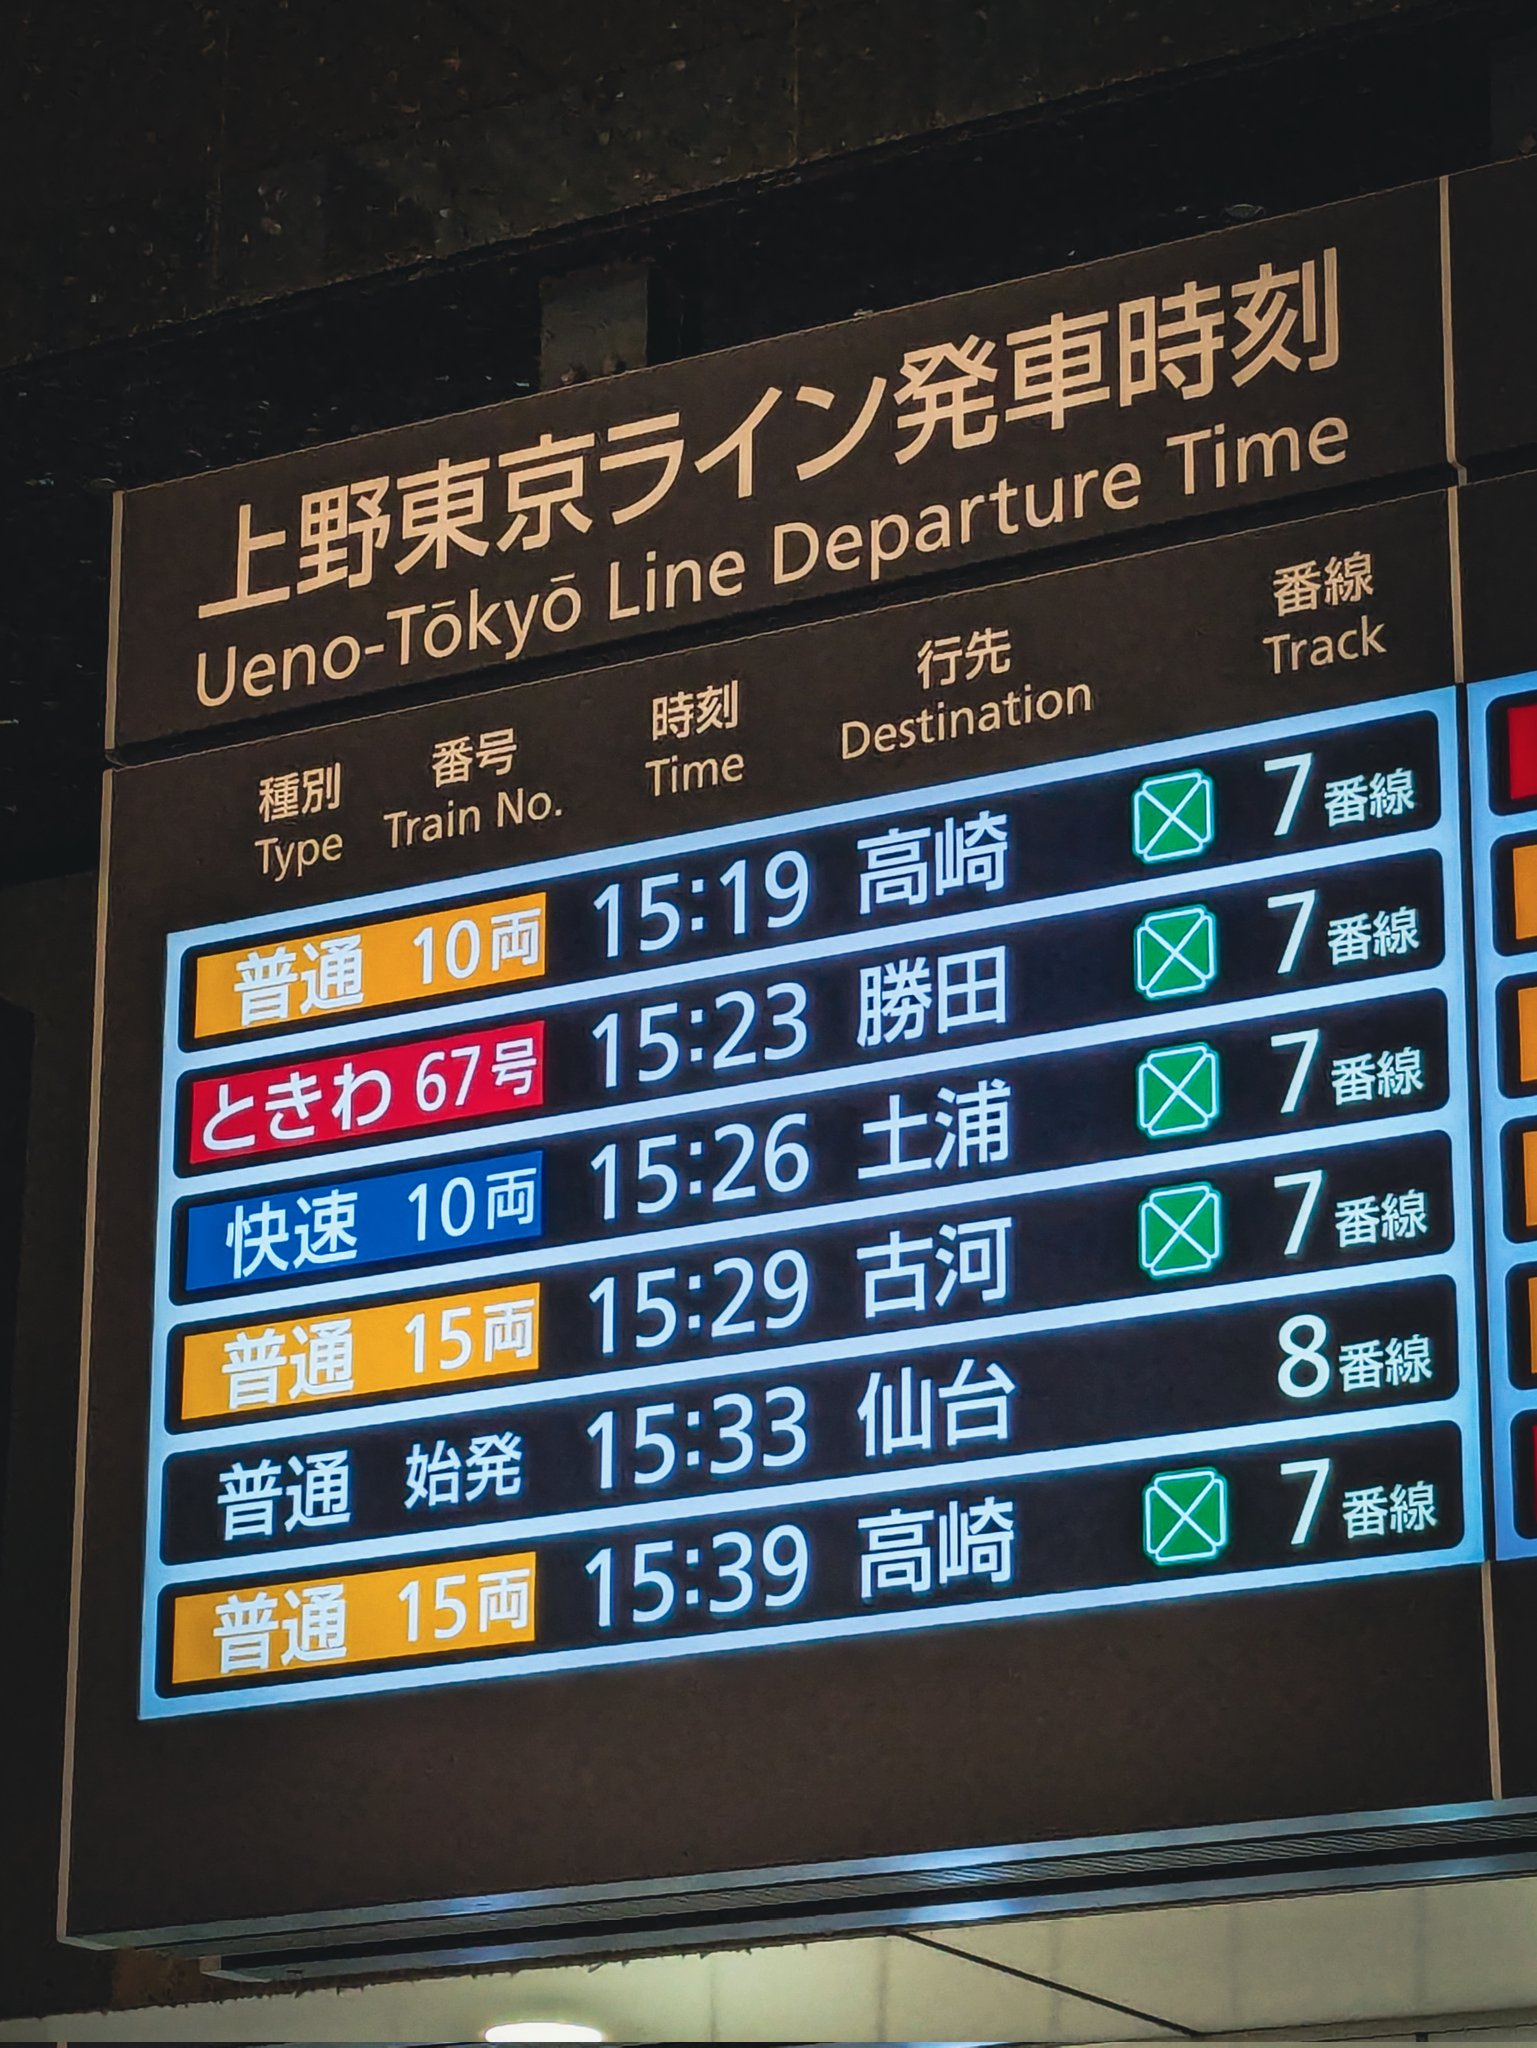 上野東京ライン発車時刻
Ueno-Tōkyō Line Departure Time
種別 番号 時刻 行先 番線
Type Train No. Time Destination Track
普通 10両 15:19 高崎 7番線
ときわ 67号 15:23 勝田 7番線
快速 10両 15:26 土浦 7番線
普通 15両 15:29 古河 7番線
普通 始発 15:33 仙台 8番線
普通 15両 15:39 高崎 7番線